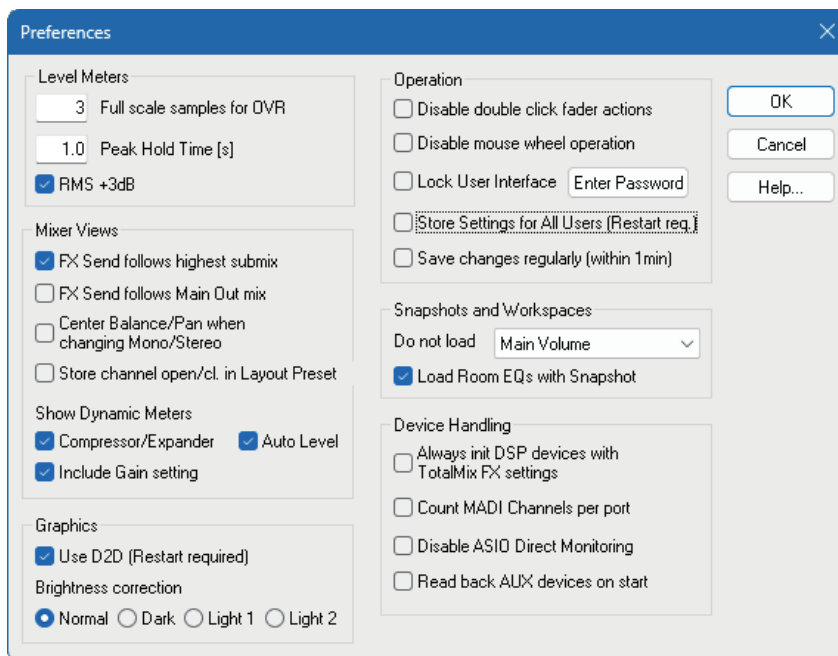 Preferences
Level Meters
3 Full scale samples for OVR
1.0 Peak Hold Time [s]
RMS +3dB
Mixer Views
FX Send follows highest submix
FX Send follows Main Out mix
Center Balance/Pan when
changing Mono/Stereo
Store channel open/cl. in Layout Preset
Show Dynamic Meters
Compressor/Expander Auto Level
Include Gain setting
Graphics
Use D2D (Restart required)
Brightness correction
Normal Dark Light 1 Light 2
Operation
Disable double click fader actions
Disable mouse wheel operation
Lock User Interface Enter Password
Store Settings for All Users (Restart req.)
Save changes regularly (within 1min)
Snapshots and Workspaces
Do not load Main Volume
Load Room EQs with Snapshot
Device Handling
Always init DSP devices with
TotalMix FX settings
Count MADI Channels per port
Disable ASIO Direct Monitoring
Read back AUX devices on start
OK
Cancel
Help...